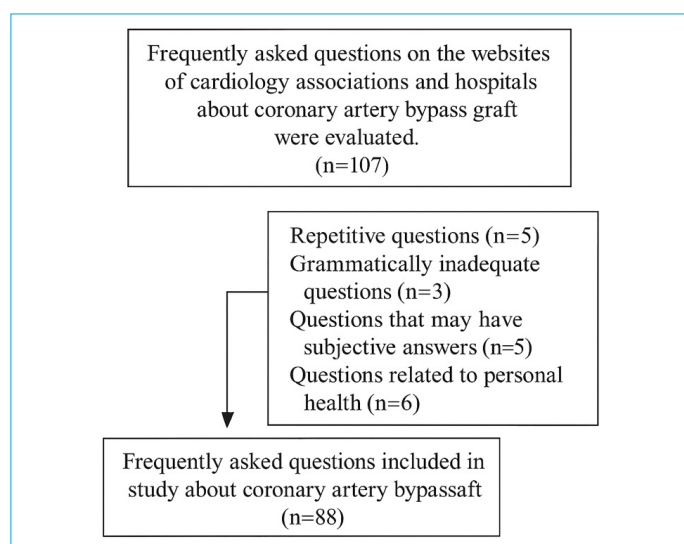 Frequently asked questions on the websites
of cardiology associations and hospitals
about coronary artery bypass graft
were evaluated.
(n=107)
Repetitive questions (n=5)
Grammatically inadequate
questions (n=3)
Questions that may have
subjective answers (n=5)
Questions related to personal
health (n=6)
Frequently asked questions included in
study about coronary artery bypassaft
(n=88)